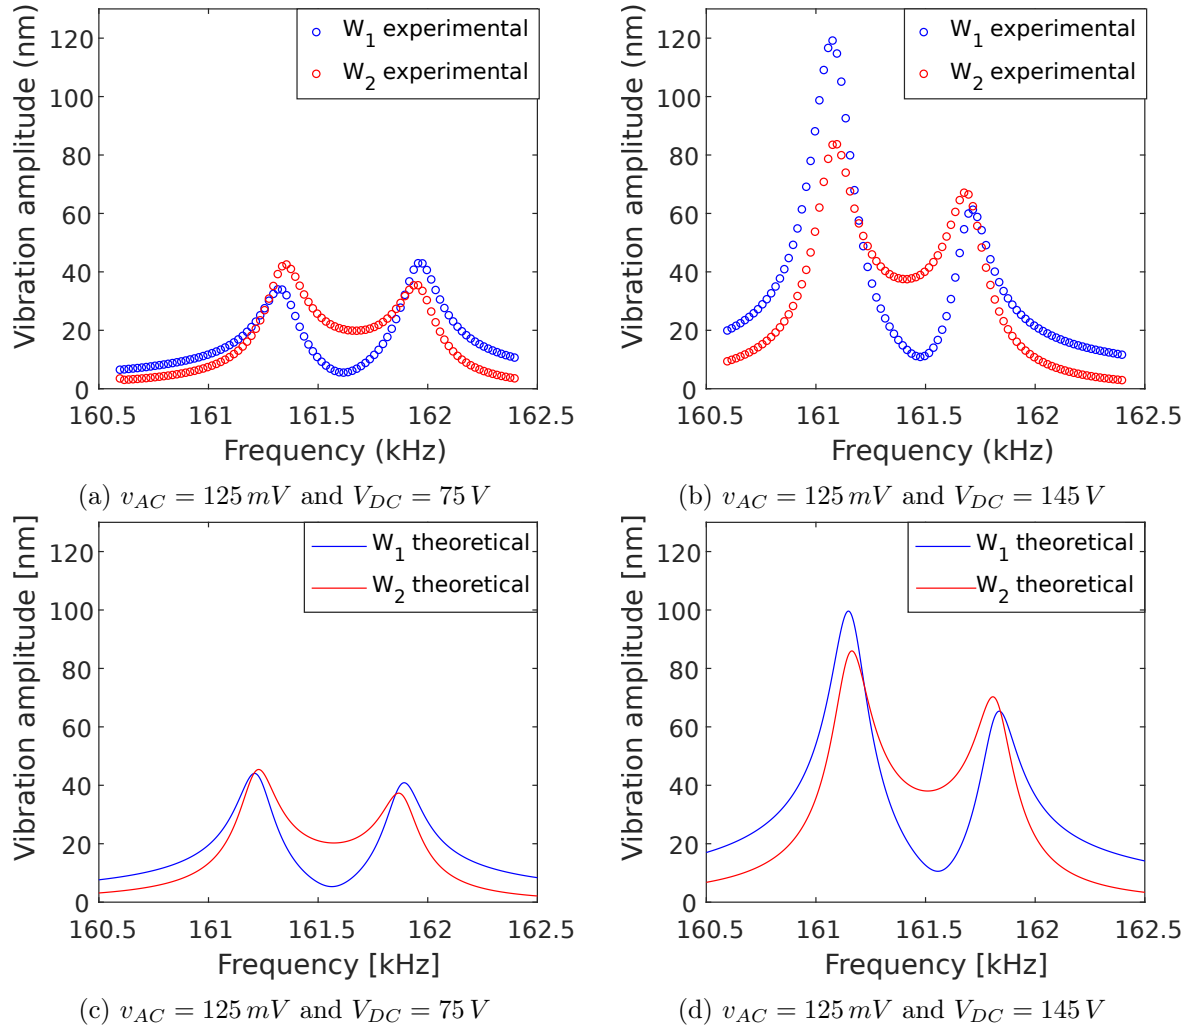 Vibration amplitude (nm)
120
100
80
60
40
20
0
W1 experimental
W2 experimental
160.5 161 161.5 162 162.5
Frequency (kHz)
(a) vAC = 125 mV and VDC = 75 V
Vibration amplitude (nm)
120
100
80
60
40
20
0
W1 experimental
W2 experimental
160.5 161 161.5 162 162.5
Frequency (kHz)
(b) vAC = 125 mV and VDC = 145 V
Vibration amplitude [nm]
120
100
80
60
40
20
0
W1 theoretical
W2 theoretical
160.5 161 161.5 162 162.5
Frequency [kHz]
(c) vAC = 125 mV and VDC = 75 V
Vibration amplitude [nm]
120
100
80
60
40
20
0
W1 theoretical
W2 theoretical
160.5 161 161.5 162 162.5
Frequency [kHz]
(d) vAC = 125 mV and VDC = 145 V